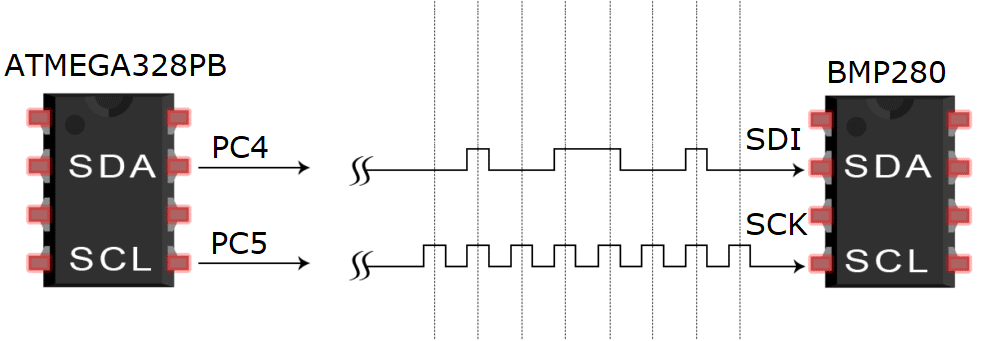 ATMEGA328PB
BMP280
PC4
SDI
SDA
SDA
PC5
SCK
SCL
SCL